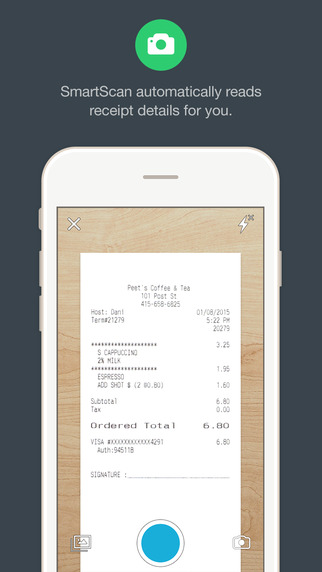 SmartScan automatically reads
receipt details for you.
Peet's Coffee & Tea
101 Post St
415-658-6825
Host: Dani 01/08/2015
Term#21279 5:22 PM
20279
******************** 3.25
S CAPPUCCINO
2% MILK
******************** 1.95
ESPRESSO
ADD SHOT $ (2 @0.80) 1.60
Subtotal 6.80
Tax 0.00
Ordered Total 6.80
VISA #XXXXXXXXXXXX4291 6.80
Auth:94511B
SIGNATURE :